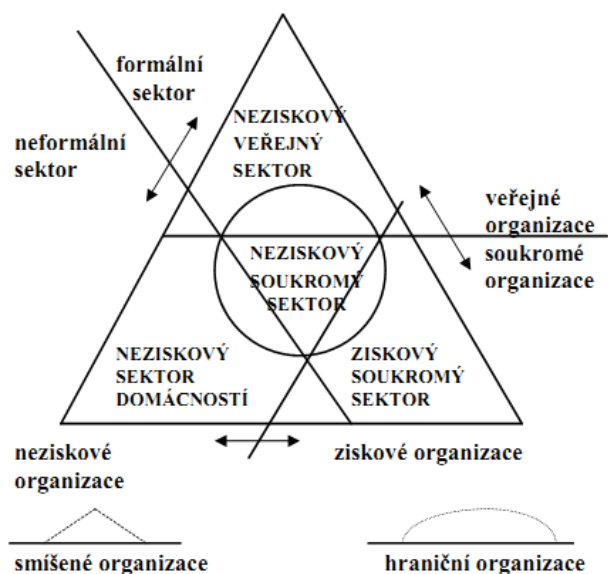 formální
sektor
neformální
sektor
NEZISKOVÝ
VEŘEJNÝ
SEKTOR
veřejné
organizace
soukromé
organizace
NEZISKOVÝ
SOUKROMÝ
SEKTOR
NEZISKOVÝ
SEKTOR
DOMÁCNOSTÍ
ZISKOVÝ
SOUKROMÝ
SEKTOR
neziskové
organizace
ziskové organizace
smíšené organizace
hraniční organizace